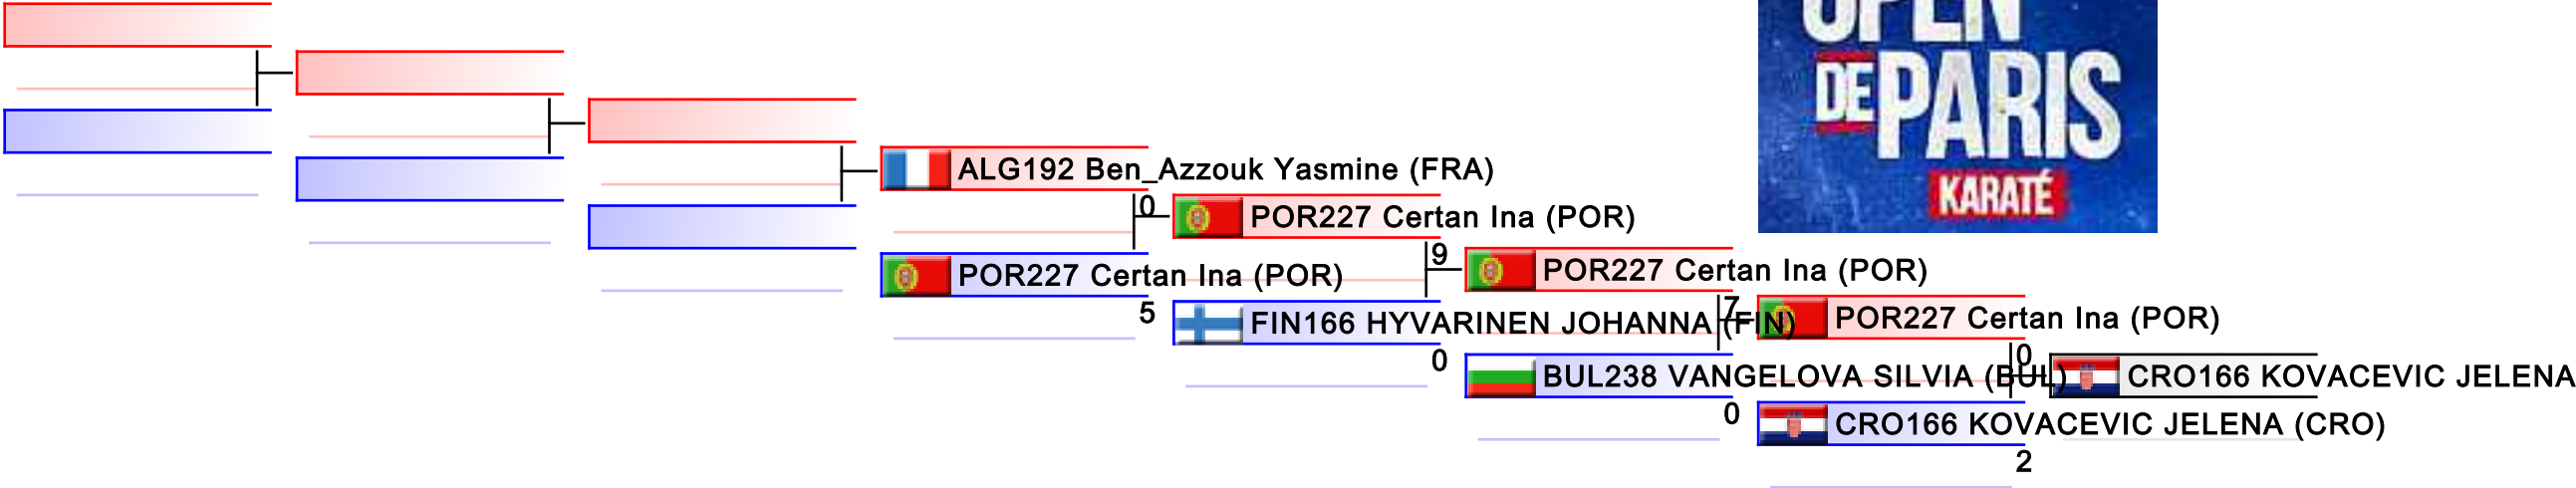 OPEN
DE PARIS
KARATÉ
ALG192 Ben_Azzouk Yasmine (FRA)
0
POR227 Certan Ina (POR)
9
POR227 Certan Ina (POR)
POR227 Certan Ina (POR)
5
7
FIN166 HYVARINEN JOHANNA (FIN)
POR227 Certan Ina (POR)
0
0
BUL238 VANGELOVA SILVIA (BUL)
CRO166 KOVACEVIC JELENA
0
CRO166 KOVACEVIC JELENA (CRO)
2